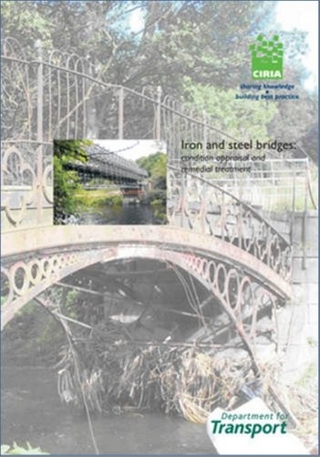 CIRIA
sharing knowledge
building best practice
Iron and steel bridges:
condition appraisal and
remedial treatment
Department for
Transport